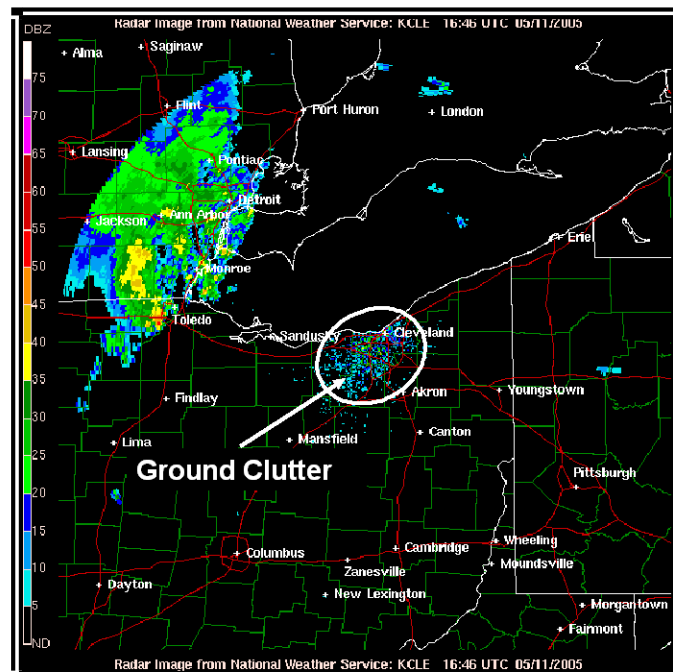 DBZ
Radar Image from National Weather Service: KCLE 16:46 UTC 05/11/2005
Alma
Saginaw
75
Flint
Port Huron
London
70
Lansing
Pontiac
65
60
Detroit
Jackson
Ann Arbor
55
Erie
50
Monroe
45
Toledo
Sandusky
Cleveland
40
35
Findlay
Akron
Youngstown
30
Lima
Mansfield
Canton
25
Ground Clutter
Pittsburgh
20
15
Columbus
Cambridge
Wheeling
10
Zanesville
Moundsville
Dayton
New Lexington
5
Morgantown
Fairmont
ND
Radar Image from National Weather Service: KCLE 16:46 UTC 05/11/2005